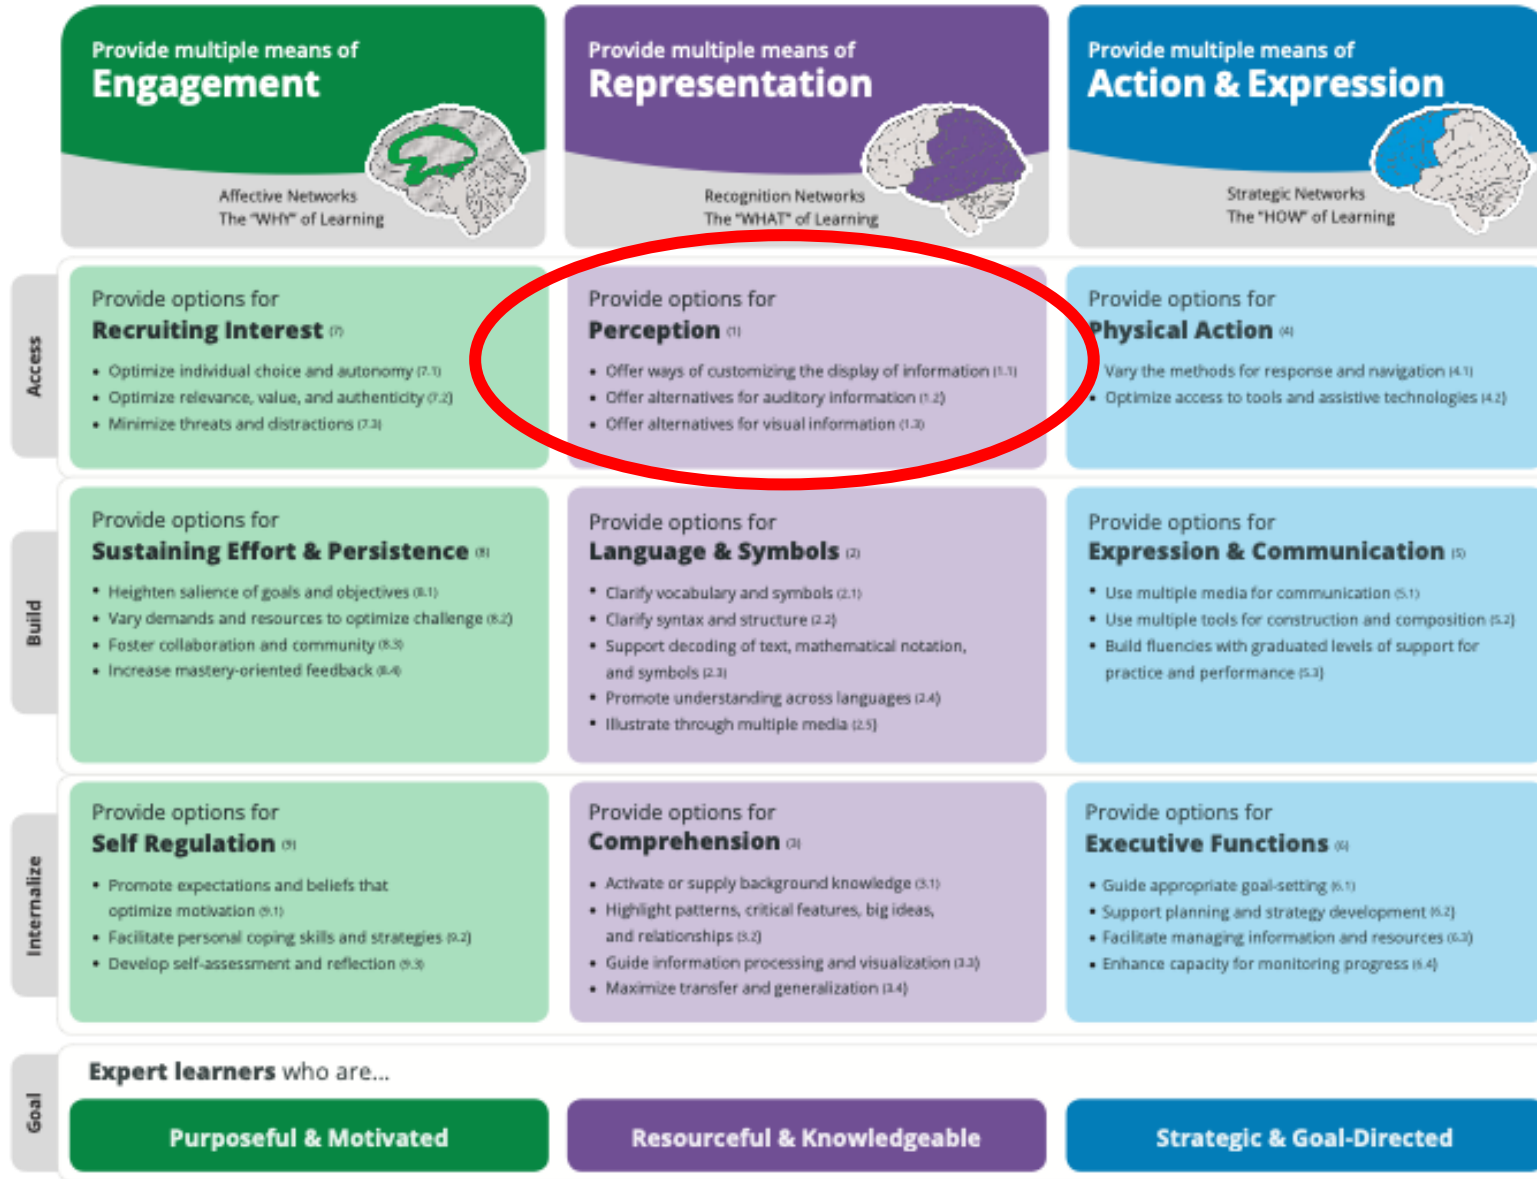 Provide multiple means of
Engagement
Affective Networks
The "WHY" of Learning
Provide multiple means of
Representation
Recognition Networks
The "WHAT" of Learning
Provide multiple means of
Action & Expression
Strategic Networks
The "HOW" of Learning
Access
Provide options for
Recruiting Interest (7)
• Optimize individual choice and autonomy (7.1)
• Optimize relevance, value, and authenticity (7.2)
• Minimize threats and distractions (7.3)
Provide options for
Perception (1)
• Offer ways of customizing the display of information (1.1)
• Offer alternatives for auditory information (1.2)
• Offer alternatives for visual information (1.3)
Provide options for
Physical Action (4)
Vary the methods for response and navigation (4.1)
• Optimize access to tools and assistive technologies (4.2)
Build
Provide options for
Sustaining Effort & Persistence (8)
• Heighten salience of goals and objectives (8.1)
• Vary demands and resources to optimize challenge (8.2)
• Foster collaboration and community (8.3)
• Increase mastery-oriented feedback (8.4)
Provide options for
Language & Symbols (2)
• Clarify vocabulary and symbols (2.1)
• Clarify syntax and structure (2.2)
• Support decoding of text, mathematical notation,
and symbols (2.3)
• Promote understanding across languages (2.4)
• Illustrate through multiple media (2.5)
Provide options for
Expression & Communication (5)
• Use multiple media for communication (5.1)
• Use multiple tools for construction and composition (5.2)
• Build fluencies with graduated levels of support for
practice and performance (5.3)
Internalize
Provide options for
Self Regulation (9)
• Promote expectations and beliefs that
optimize motivation (9.1)
• Facilitate personal coping skills and strategies (9.2)
• Develop self-assessment and reflection (9.3)
Provide options for
Comprehension (3)
• Activate or supply background knowledge (3.1)
• Highlight patterns, critical features, big ideas,
and relationships (3.2)
• Guide information processing and visualization (3.3)
• Maximize transfer and generalization (3.4)
Provide options for
Executive Functions (6)
• Guide appropriate goal-setting (6.1)
• Support planning and strategy development (6.2)
• Facilitate managing information and resources (6.3)
• Enhance capacity for monitoring progress (6.4)
Goal
Expert learners who are...
Purposeful & Motivated
Resourceful & Knowledgeable
Strategic & Goal-Directed